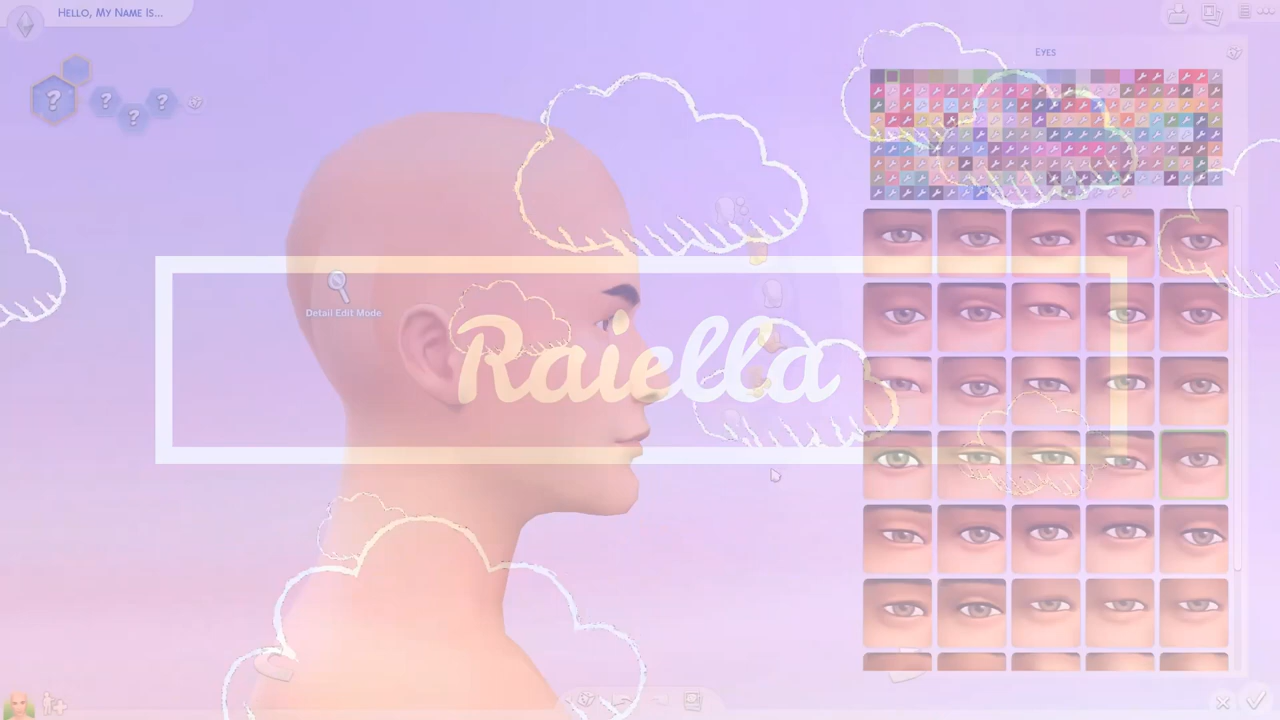 Hello, My Name Is...
Eyes
?
? ? ?
Detail Edit Mode
Raiella